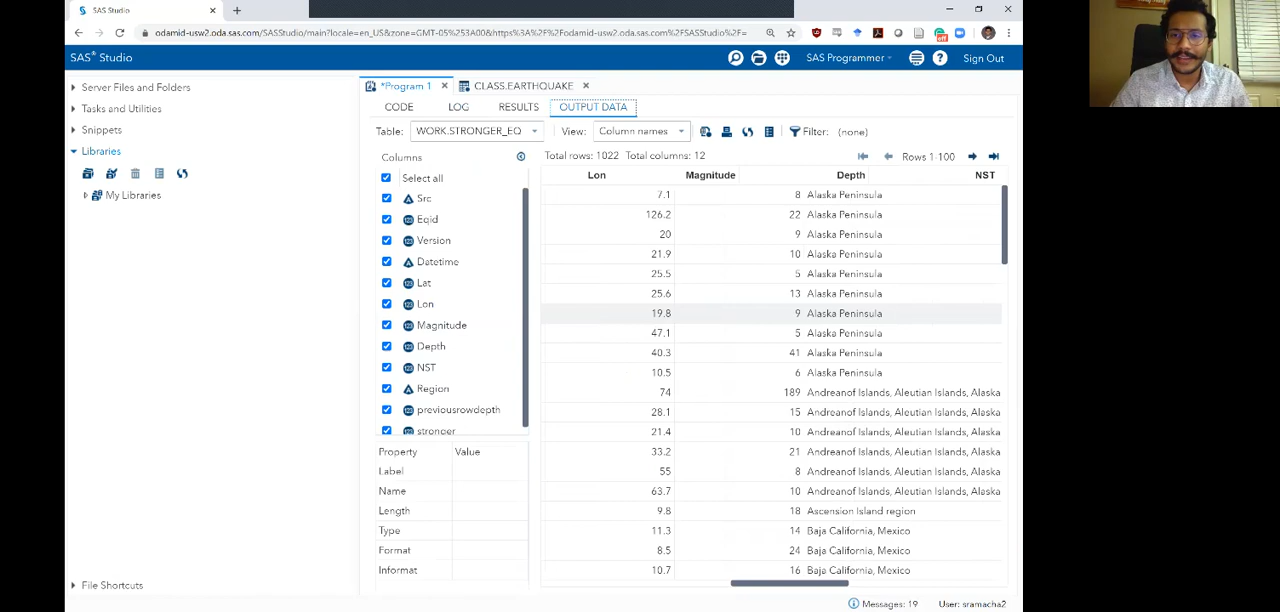 SAS Studio
odamid-usw2.oda.sas.com/SASStudio/main?locale=en_US&zone=GMT-05%253A00&https%3A%2F%2Fodamid-usw2.oda.sas.com%2FSASStudio%2F=
SAS® Studio
SAS Programmer
Sign Out
Server Files and Folders
Tasks and Utilities
Snippets
Libraries
My Libraries
File Shortcuts
*Program 1
CLASS.EARTHQUAKE
CODE LOG RESULTS OUTPUT DATA
Table: WORK.STRONGER_EQ View: Column names Filter: (none)
Columns
Select all
Src
Eqid
Version
Datetime
Lat
Lon
Magnitude
Depth
NST
Region
previousrowdepth
stronger
Property Value
Label
Name
Length
Type
Format
Informat
Total rows: 1022 Total columns: 12
Rows 1-100
Lon Magnitude Depth NST
7.1 8 Alaska Peninsula
126.2 22 Alaska Peninsula
20 9 Alaska Peninsula
21.9 10 Alaska Peninsula
25.5 5 Alaska Peninsula
25.6 13 Alaska Peninsula
19.8 9 Alaska Peninsula
47.1 5 Alaska Peninsula
40.3 41 Alaska Peninsula
10.5 6 Alaska Peninsula
74 189 Andreanof Islands, Aleutian Islands, Alaska
28.1 15 Andreanof Islands, Aleutian Islands, Alaska
21.4 10 Andreanof Islands, Aleutian Islands, Alaska
33.2 21 Andreanof Islands, Aleutian Islands, Alaska
55 8 Andreanof Islands, Aleutian Islands, Alaska
63.7 10 Andreanof Islands, Aleutian Islands, Alaska
9.8 18 Ascension Island region
11.3 14 Baja California, Mexico
8.5 24 Baja California, Mexico
10.7 16 Baja California, Mexico
Messages: 19 User: sramacha2